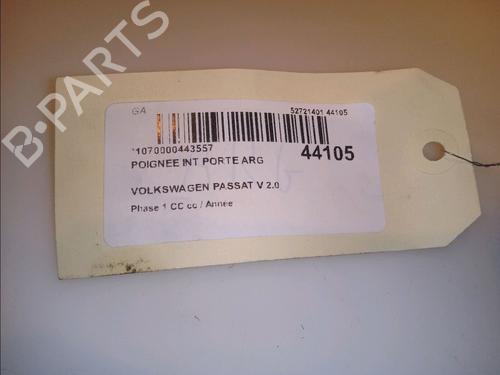 B-PARTS
GA
52721401 44105
*1070000443557
44105
POIGNEE INT PORTE ARG
VOLKSWAGEN PASSAT V 2.0
Phase 1 CC cc / Annee